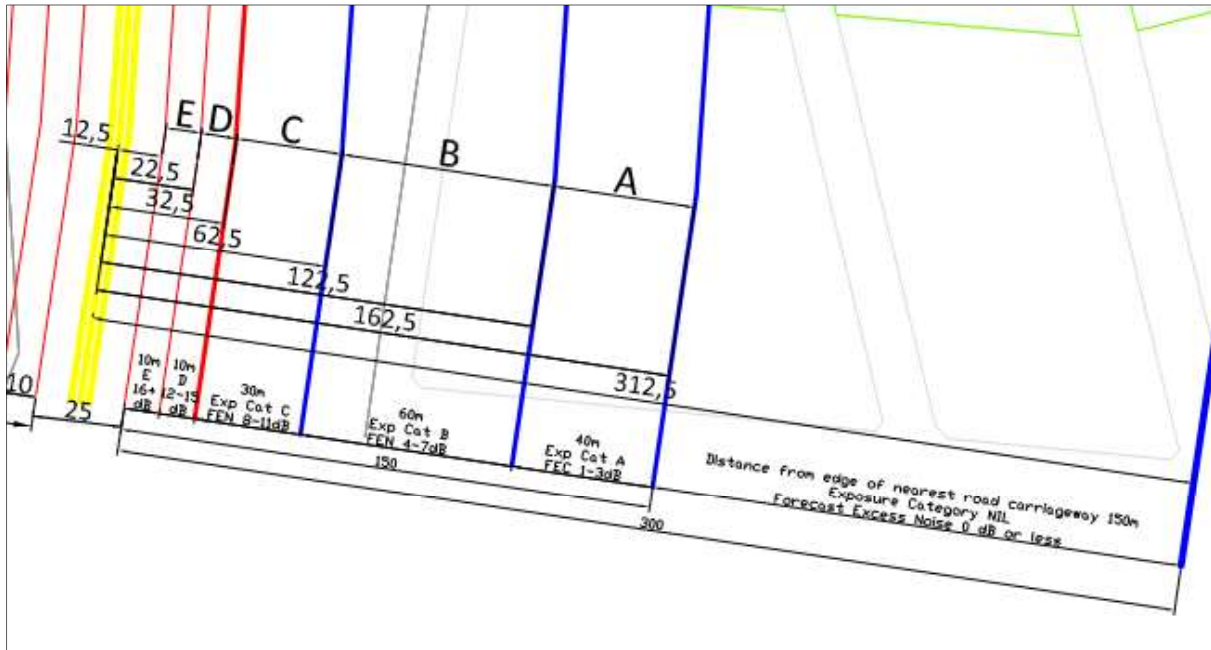 E D C B A
12,5
22,5
32,5
62,5
122,5
162,5
312,5
10
25
10m
E
16+
dB
10m
D
12-15
dB
30m
Exp Cat C
FEN 8-11dB
60m
Exp Cat B
FEN 4-7dB
40m
Exp Cat A
FEC 1-3dB
Distance from edge of nearest road carriageway 150m
Exposure Category NIL
Forecast Excess Noise 0 dB or less
150
300